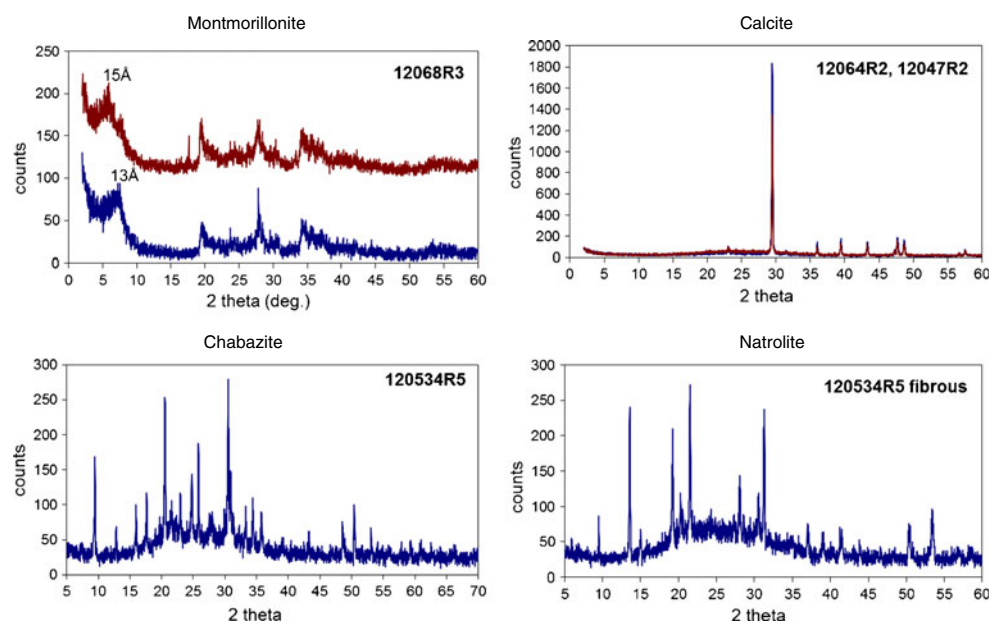 Montmorillonite
250
200
150
100
50
0
counts
15Å
13Å
12068R3
0 5 10 15 20 25 30 35 40 45 50 55 60
2 theta (deg.)
Calcite
2000
1800
1600
1400
1200
1000
800
600
400
200
0
counts
12064R2, 12047R2
0 5 10 15 20 25 30 35 40 45 50 55 60
2 theta
Chabazite
300
250
200
150
100
50
0
counts
120534R5
5 10 15 20 25 30 35 40 45 50 55 60 65 70
2 theta
Natrolite
300
250
200
150
100
50
0
counts
120534R5 fibrous
5 10 15 20 25 30 35 40 45 50 55 60
2 theta